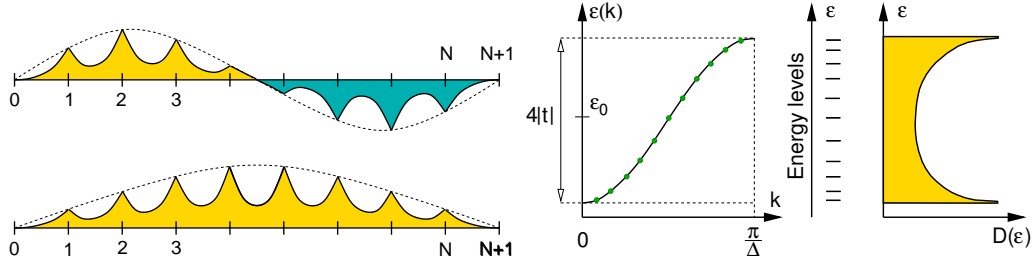 N N+1
0 1 2 3
0 1 2 3 N N+1
ε(k)
4|t|
ε₀
k
0
π/Δ
Energy levels
ε
ε
D(ε)